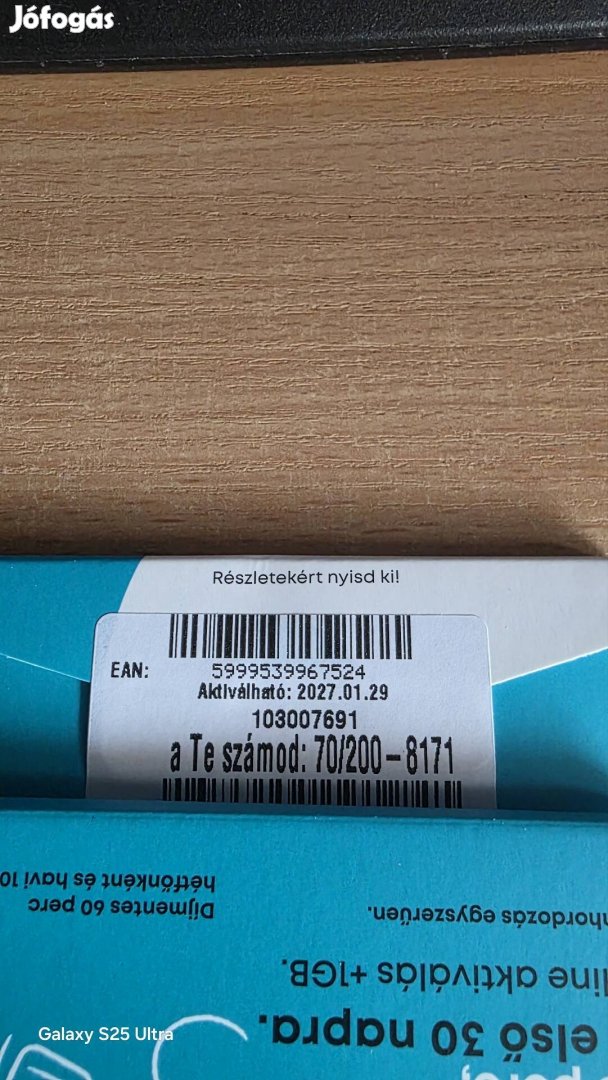 Jófogás
Részletekért nyisd ki!
EAN:
5999539967524
Aktiválható: 2027.01.29
103007691
a Te számod: 70/200-8171
Díjmentes 60 perc
hétfőnként és havi 10
hordozás egyszerűen.
line aktiválás +1GB.
első 30 napra.
Galaxy S25 Ultra